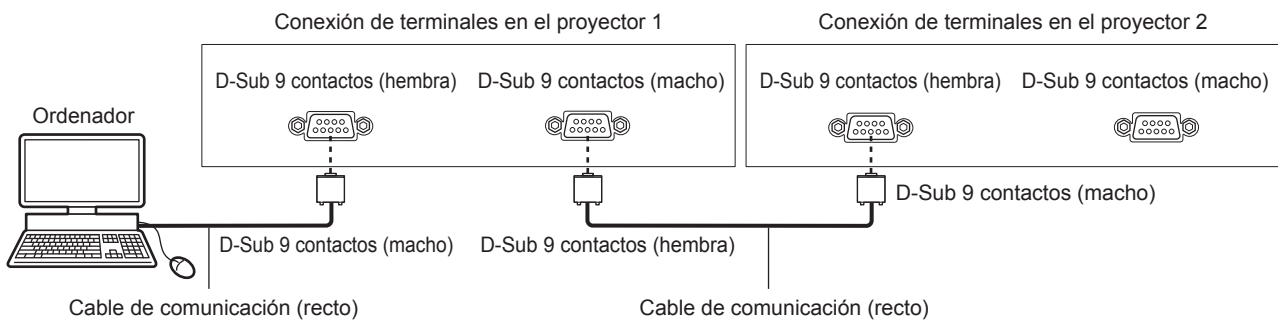 Conexión de terminales en el proyector 1
Conexión de terminales en el proyector 2
D-Sub 9 contactos (hembra)
D-Sub 9 contactos (macho)
D-Sub 9 contactos (hembra)
D-Sub 9 contactos (macho)
Ordenador
D-Sub 9 contactos (macho)
D-Sub 9 contactos (macho)
D-Sub 9 contactos (hembra)
Cable de comunicación (recto)
Cable de comunicación (recto)